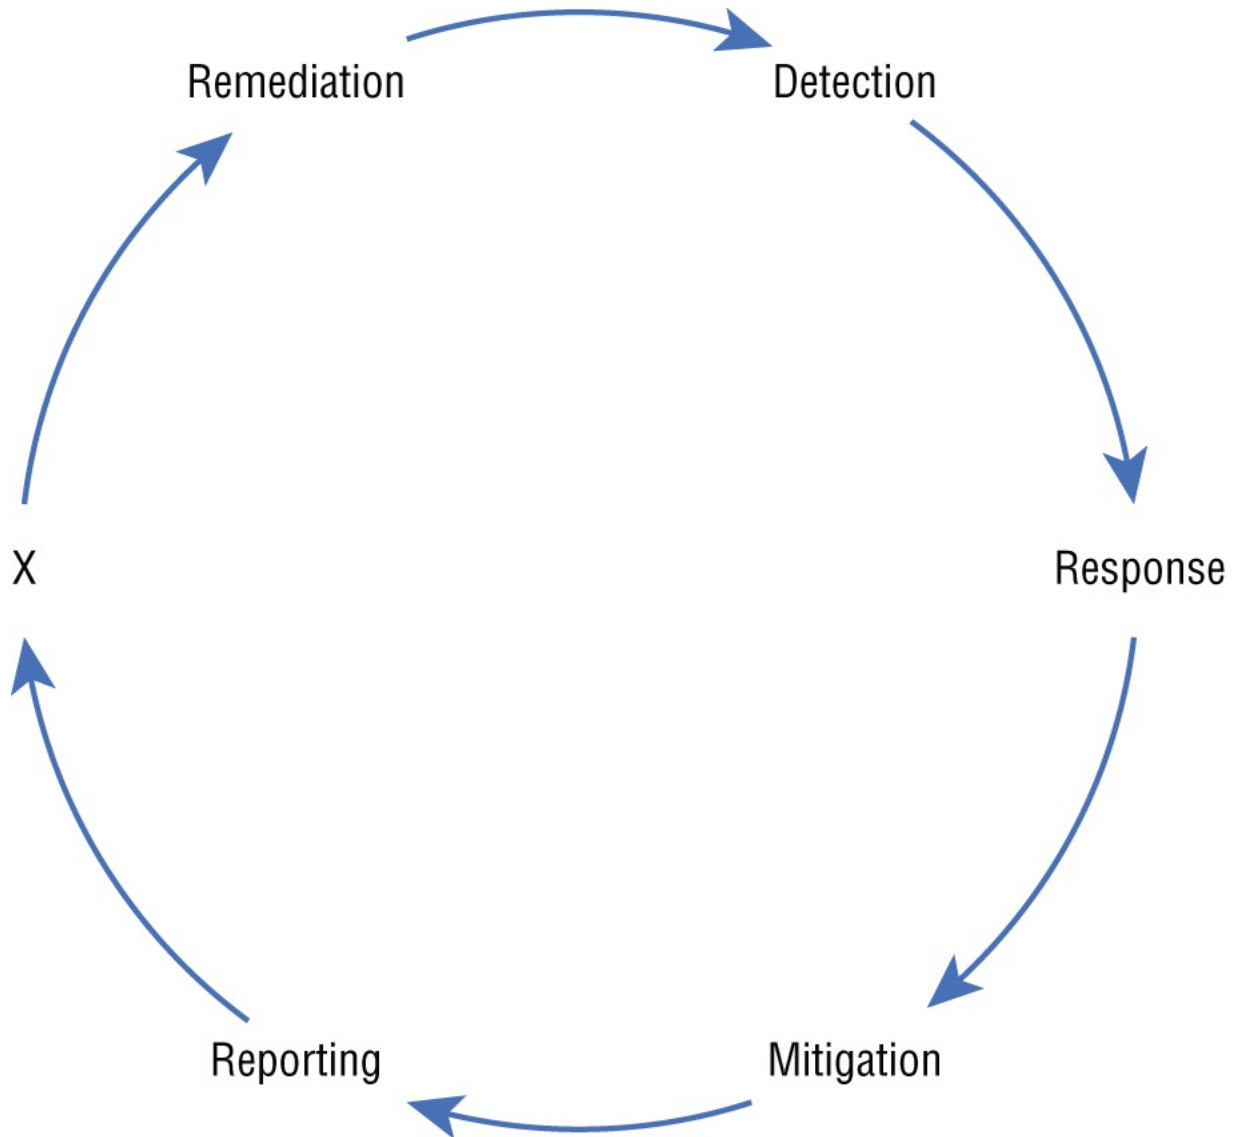 Remediation
Detection
X
Response
Reporting
Mitigation